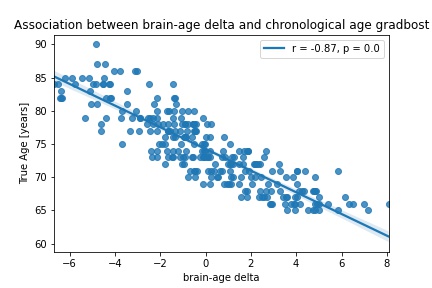 Association between brain-age delta and chronological age gradbost
r = -0.87, p = 0.0
True Age [years]
90
85
80
75
70
65
60
−6 −4 −2 0 2 4 6 8
brain-age delta